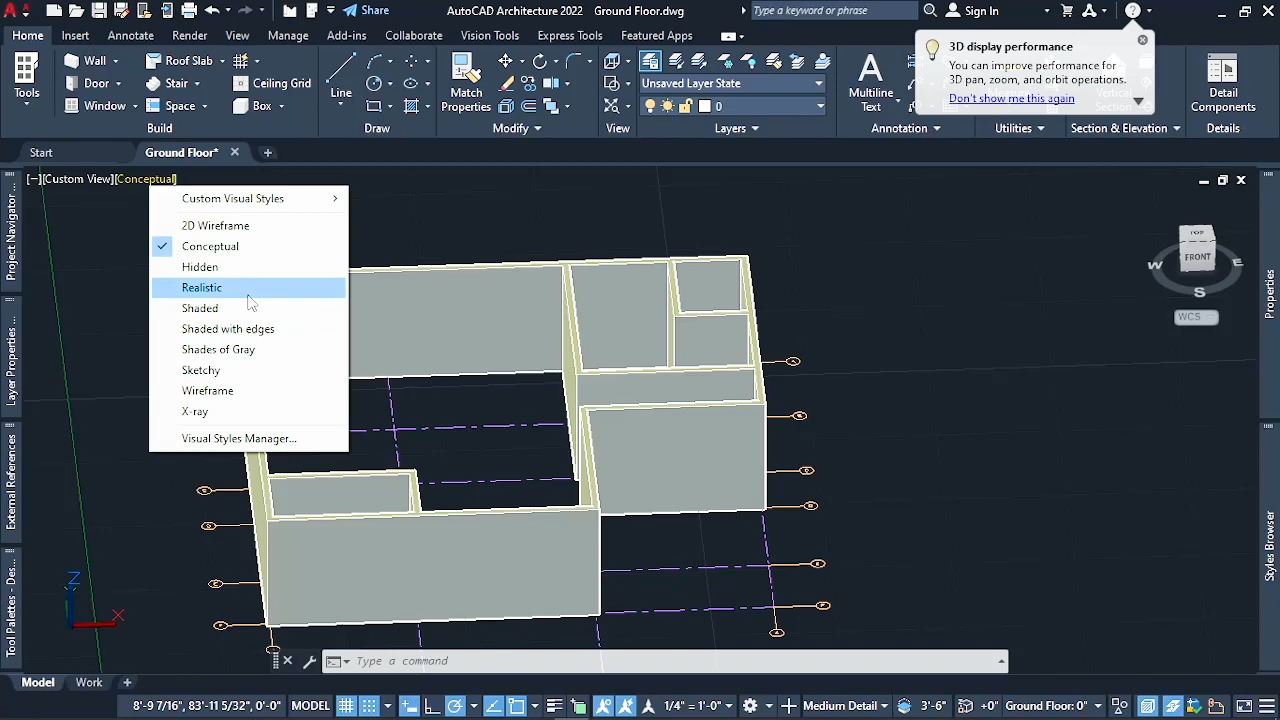 Share
AutoCAD Architecture 2022 Ground Floor.dwg
Type a keyword or phrase
Sign In
Home Insert Annotate Render View Manage Add-ins Collaborate Vision Tools Express Tools Featured Apps
3D display performance
You can improve performance for
3D pan, zoom, and orbit operations.
Don't show me this again
Tools
Wall
Door
Window
Roof Slab
Stair
Space
Ceiling Grid
Box
Build
Line
Draw
Match
Properties
Modify
View
Unsaved Layer State
0
Layers
Multiline
Text
Annotation
Utilities
Section & Elevation
Detail
Components
Details
Start
Ground Floor*
[−][Custom View][Conceptual]
Custom Visual Styles
2D Wireframe
Conceptual
Hidden
Realistic
Shaded
Shaded with edges
Shades of Gray
Sketchy
Wireframe
X-ray
Visual Styles Manager...
Project Navigator ...
Layer Properties...
External References
Tool Palettes - Des...
TOP
FRONT
W
E
S
WCS
Properties
Styles Browser
Z
X
Type a command
Model
Work
8'-9 7/16", 83'-11 5/32", 0'-0"
MODEL
1/4" = 1'-0"
Medium Detail
3'-6"
+0"
Ground Floor: 0"